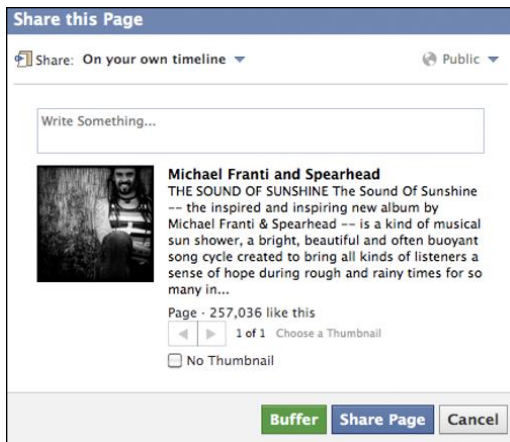 Share this Page
Share: On your own timeline
Public
Write Something...
Michael Franti and Spearhead
THE SOUND OF SUNSHINE The Sound Of Sunshine
-- the inspired and inspiring new album by
Michael Franti & Spearhead -- is a kind of musical
sun shower, a bright, beautiful and often buoyant
song cycle created to bring all kinds of listeners a
sense of hope during rough and rainy times for so
many in...
Page · 257,036 like this
1 of 1 Choose a Thumbnail
No Thumbnail
Buffer Share Page Cancel